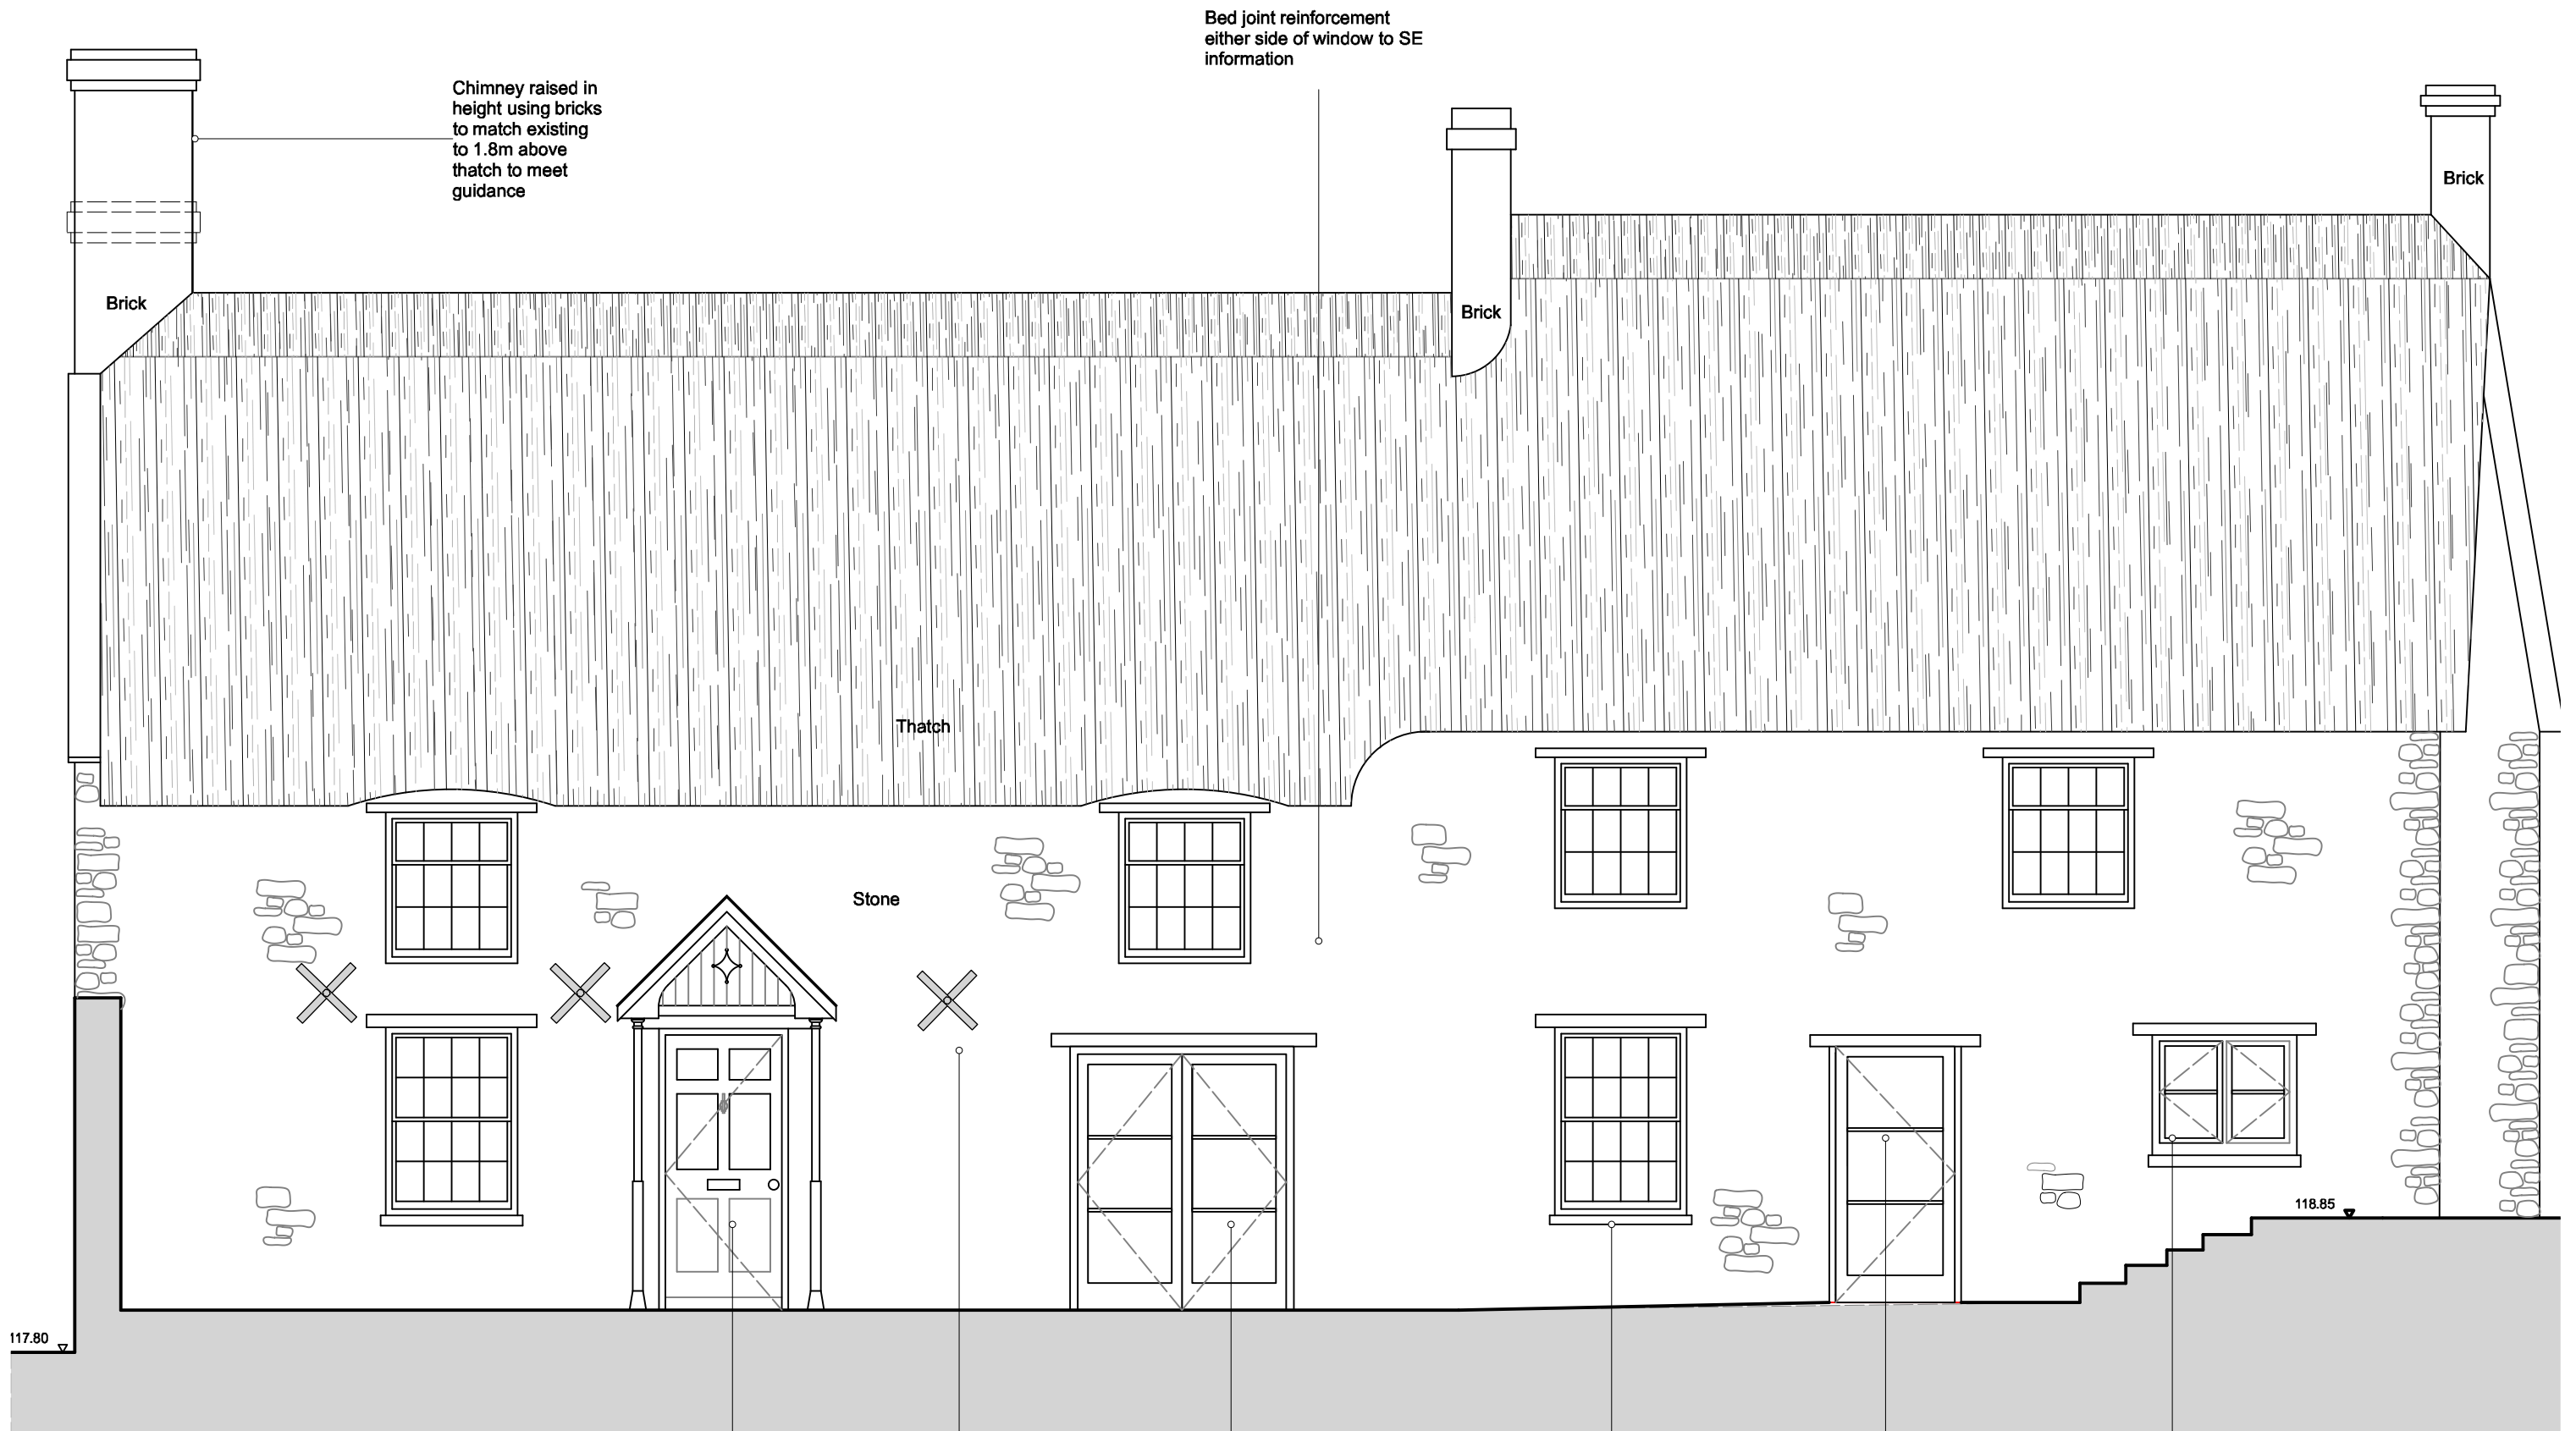 Bed joint reinforcement
either side of window to SE
information
Chimney raised in
height using bricks
to match existing
to 1.8m above
thatch to meet
guidance
Brick
Brick
Brick
Thatch
Stone
118.85
117.80